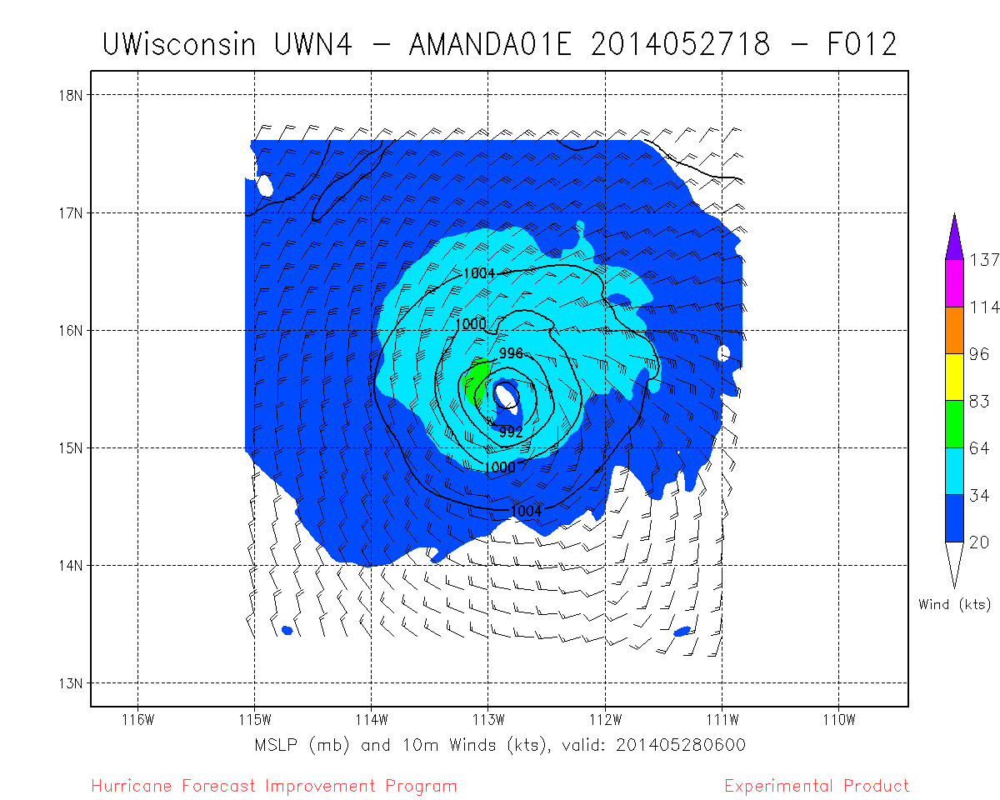 UWisconsin UWN4 – AMANDA01E 2014052718 – F012
18N
17N
16N
15N
14N
13N
116W 115W 114W 113W 112W 111W 110W
1004
1000
996
992
1000
1004
137
114
96
83
64
34
20
Wind (kts)
MSLP (mb) and 10m Winds (kts), valid: 201405280600
Hurricane Forecast Improvement Program Experimental Product